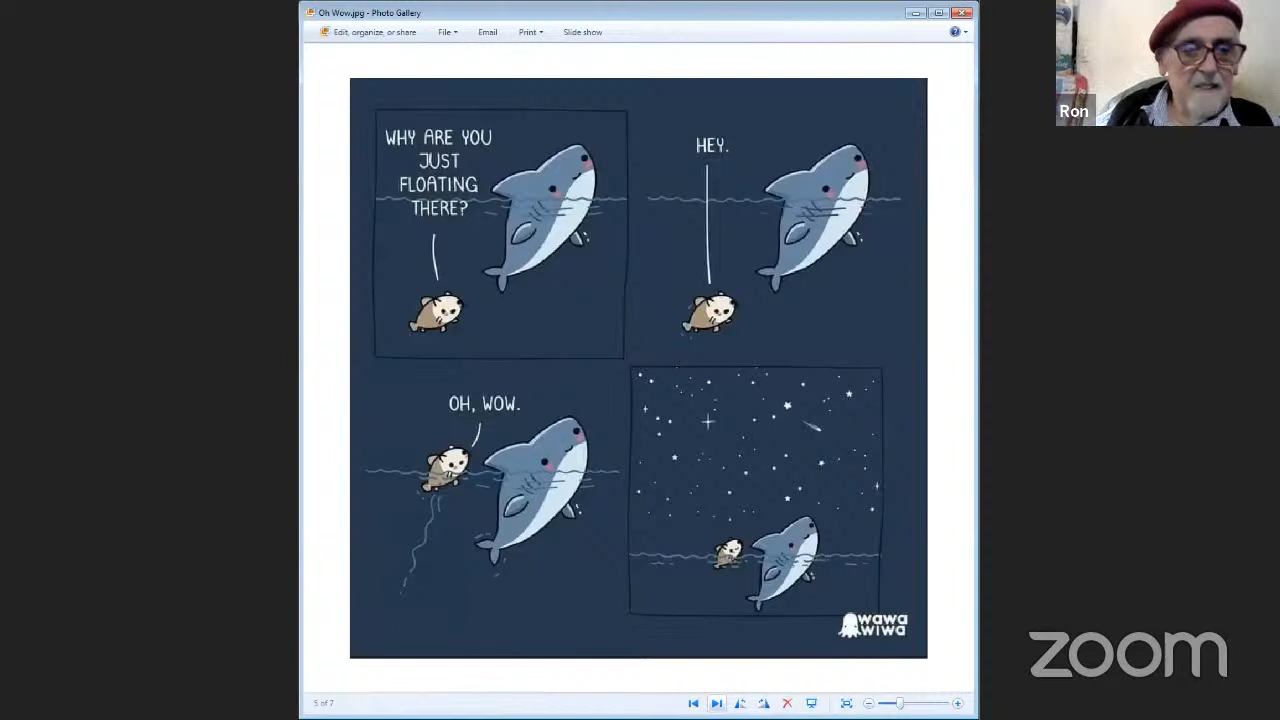 Oh Wow.jpg - Photo Gallery
Edit, organize, or share File Email Print Slide show
WHY ARE YOU
JUST
FLOATING
THERE?
HEY.
OH, WOW.
wawa
wiwa
5 of 7
Ron
zoom